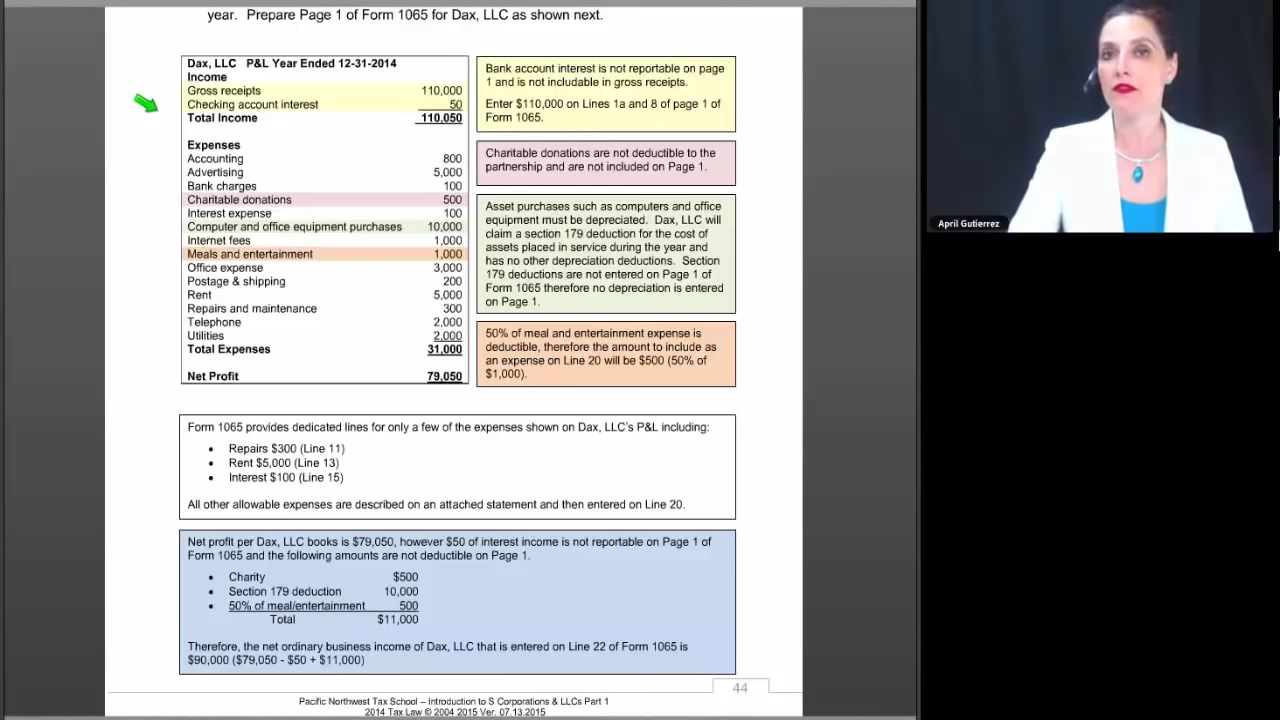 year. Prepare Page 1 of Form 1065 for Dax, LLC as shown next.
Dax, LLC P&L Year Ended 12-31-2014
Income
Gross receipts 110,000
Checking account interest 50
Total Income 110,050
Expenses
Accounting 800
Advertising 5,000
Bank charges 100
Charitable donations 500
Interest expense 100
Computer and office equipment purchases 10,000
Internet fees 1,000
Meals and entertainment 1,000
Office expense 3,000
Postage & shipping 200
Rent 5,000
Repairs and maintenance 300
Telephone 2,000
Utilities 2,000
Total Expenses 31,000
Net Profit 79,050
Bank account interest is not reportable on page
1 and is not includable in gross receipts.
Enter $110,000 on Lines 1a and 8 of page 1 of
Form 1065.
Charitable donations are not deductible to the
partnership and are not included on Page 1.
Asset purchases such as computers and office
equipment must be depreciated. Dax, LLC will
claim a section 179 deduction for the cost of
assets placed in service during the year and
has no other depreciation deductions. Section
179 deductions are not entered on Page 1 of
Form 1065 therefore no depreciation is entered
on Page 1.
50% of meal and entertainment expense is
deductible, therefore the amount to include as
an expense on Line 20 will be $500 (50% of
$1,000).
Form 1065 provides dedicated lines for only a few of the expenses shown on Dax, LLC's P&L including:
• Repairs $300 (Line 11)
• Rent $5,000 (Line 13)
• Interest $100 (Line 15)
All other allowable expenses are described on an attached statement and then entered on Line 20.
Net profit per Dax, LLC books is $79,050, however $50 of interest income is not reportable on Page 1 of
Form 1065 and the following amounts are not deductible on Page 1.
• Charity $500
• Section 179 deduction 10,000
• 50% of meal/entertainment 500
Total $11,000
Therefore, the net ordinary business income of Dax, LLC that is entered on Line 22 of Form 1065 is
$90,000 ($79,050 - $50 + $11,000)
44
Pacific Northwest Tax School – Introduction to S Corporations & LLCs Part 1
2014 Tax Law © 2004 2015 Ver. 07.13.2015
April Gutierrez